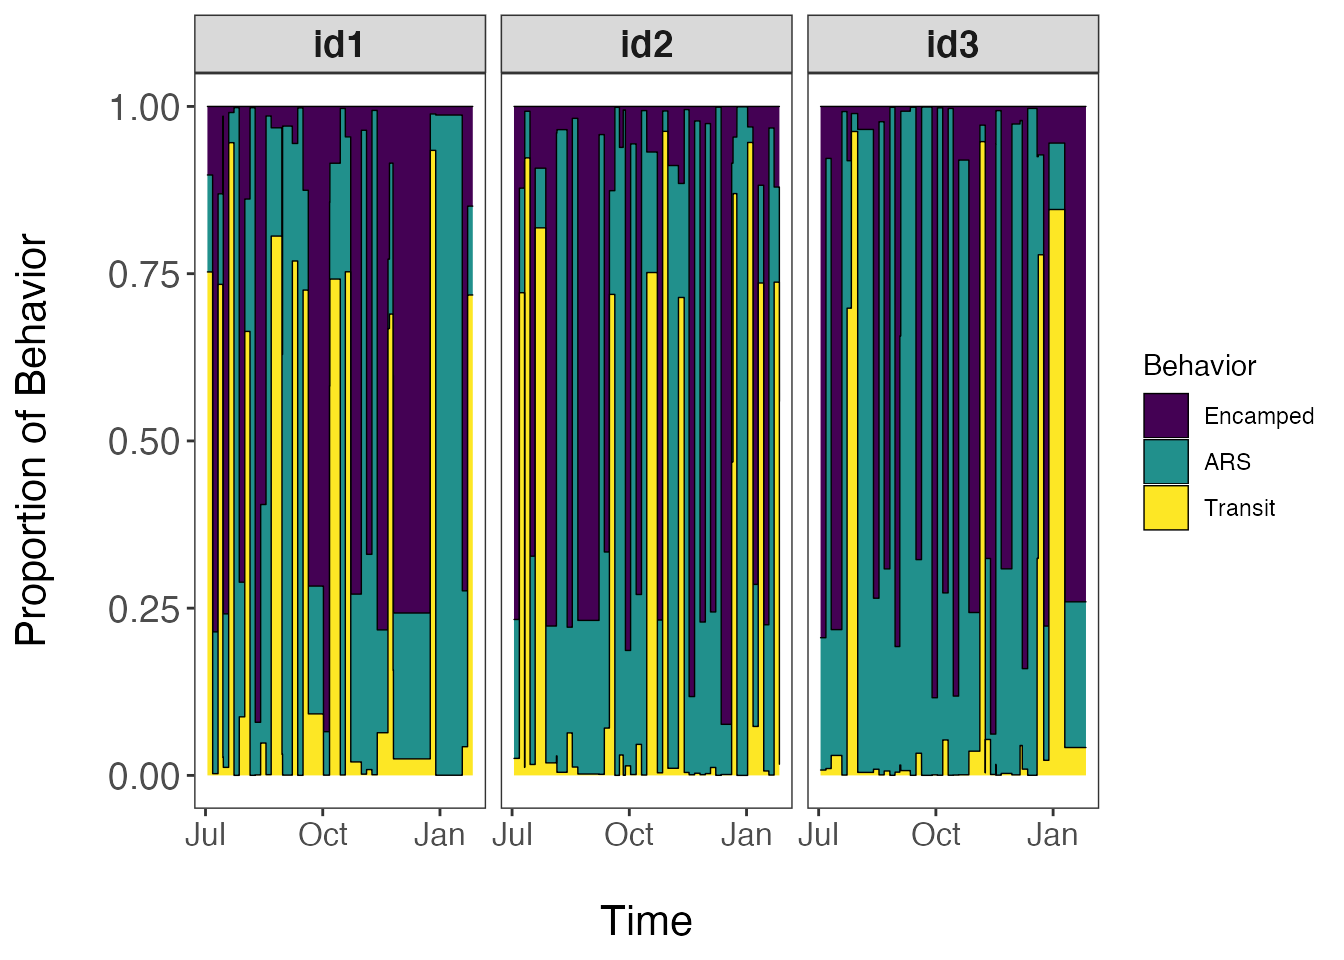 id1 id2 id3
1.00
0.75
0.50
0.25
0.00
Proportion of Behavior
Jul Oct Jan Jul Oct Jan Jul Oct Jan
Time
Behavior
Encamped
ARS
Transit